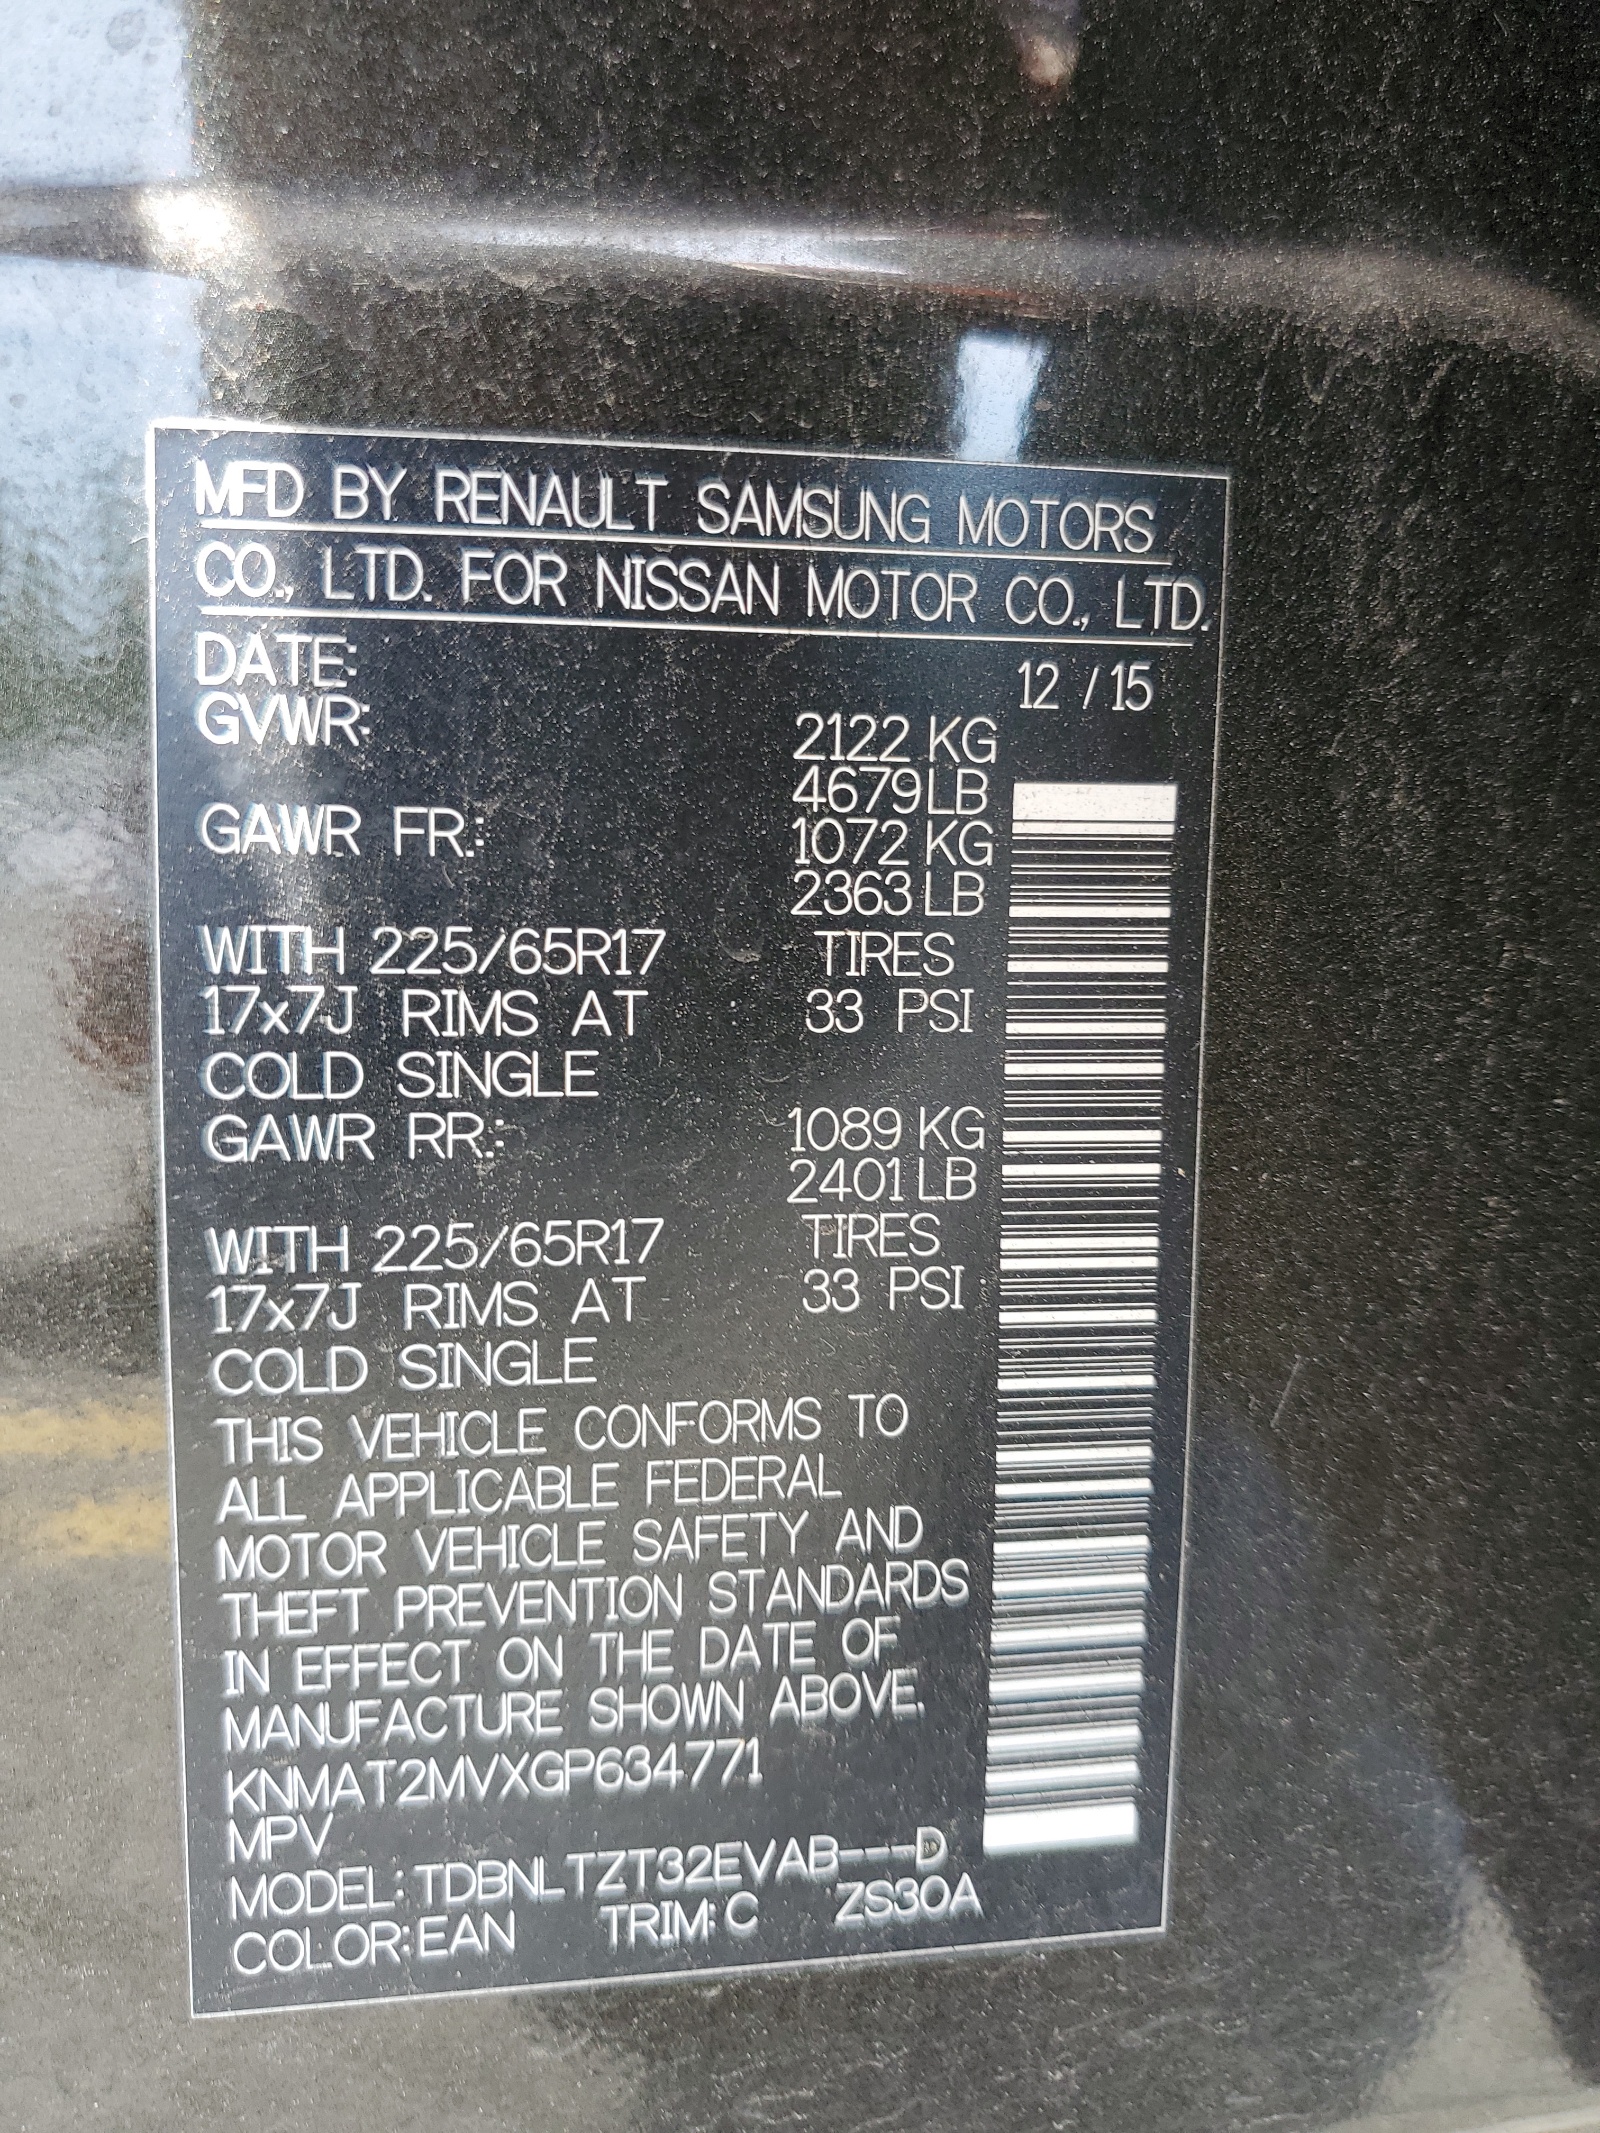 MFD BY RENAULT SAMSUNG MOTORS
CO., LTD. FOR NISSAN MOTOR CO., LTD.
DATE: 12 / 15
GVWR: 2122 KG
4679 LB
GAWR FR.: 1072 KG
2363 LB
WITH 225/65R17 TIRES
17x7J RIMS AT 33 PSI
COLD SINGLE
GAWR RR.: 1089 KG
2401 LB
WITH 225/65R17 TIRES
17x7J RIMS AT 33 PSI
COLD SINGLE
THIS VEHICLE CONFORMS TO
ALL APPLICABLE FEDERAL
MOTOR VEHICLE SAFETY AND
THEFT PREVENTION STANDARDS
IN EFFECT ON THE DATE OF
MANUFACTURE SHOWN ABOVE.
KNMAT2MVXGP634771
MPV
MODEL: TDBNLTZT32EVAB---D
COLOR: EAN TRIM: C ZS30A